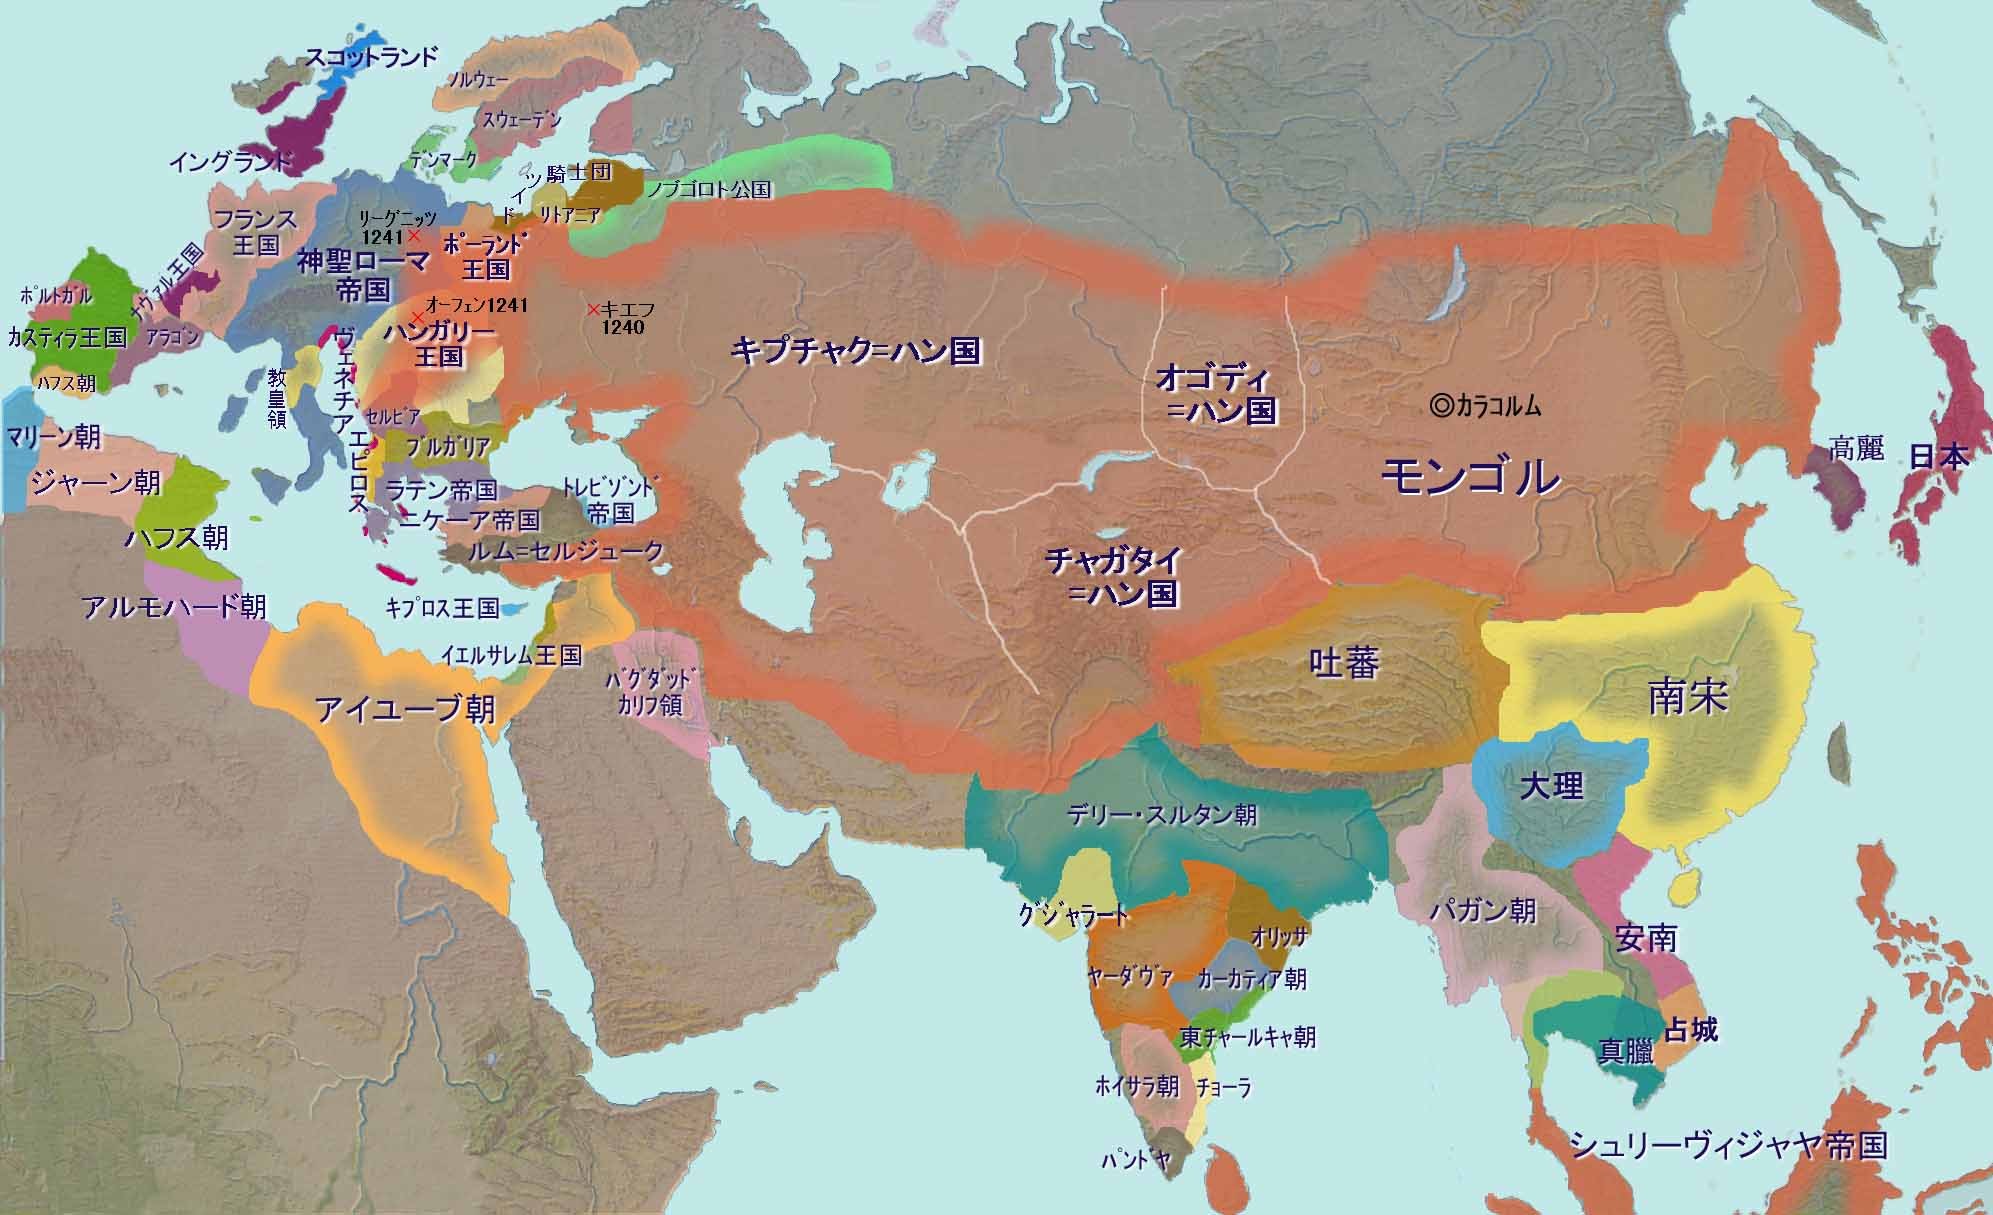 スコットランド
ノルウェー
スウェーデン
イングランド
デンマーク
ドイツ騎士団
ノブゴロト公国
リトアニア
フランス
王国
リーグニッツ
1241
ポーランド
王国
神聖ローマ
帝国
ナヴァル王国
ポルトガル
カスティラ王国
アラゴン
ハフス朝
オーフェン1241
ハンガリー
王国
キエフ
1240
ヴェネチア
教皇領
セルビア
ブルガリア
エピロス
ラテン帝国
ニケーア帝国
トレビゾンド
帝国
ルム=セルジューク
マリーン朝
ジャーン朝
ハフス朝
アルモハード朝
キプロス王国
イエルサレム王国
アイユーブ朝
バグダッド
カリフ領
キプチャク=ハン国
オゴディ
=ハン国
◎カラコルム
モンゴル
チャガタイ
=ハン国
高麗
日本
吐蕃
南宋
大理
デリー・スルタン朝
グジャラート
オリッサ
ヤーダヴァ
カーカティア朝
東チャールキャ朝
ホイサラ朝
チョーラ
パンドヤ
パガン朝
安南
占城
真臘
シュリーヴィジャヤ帝国